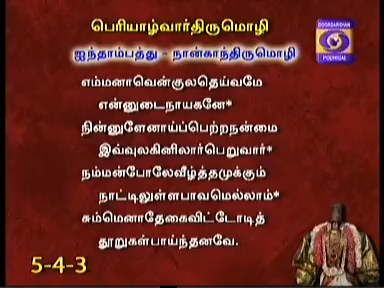 பெரியாழ்வார்திருமொழி
DOORDARSHAN
ஐந்தாம்பத்து - நான்காந்திருமொழி
PODHIGAI
எம்மனாவென்குலதெய்வமே
என்னுடைநாயகனே*
நின்னுளேனாய்ப்பெற்றநன்மை
இவ்வுலகினிலார்பெறுவார்*
நம்மன்போலேவீழ்த்தமுக்கும்
நாட்டிலுள்ளபாவமெல்லாம்*
சும்மெனாதேகைவிட்டோடித்
தூறுகள்பாய்ந்தனவே.
5-4-3